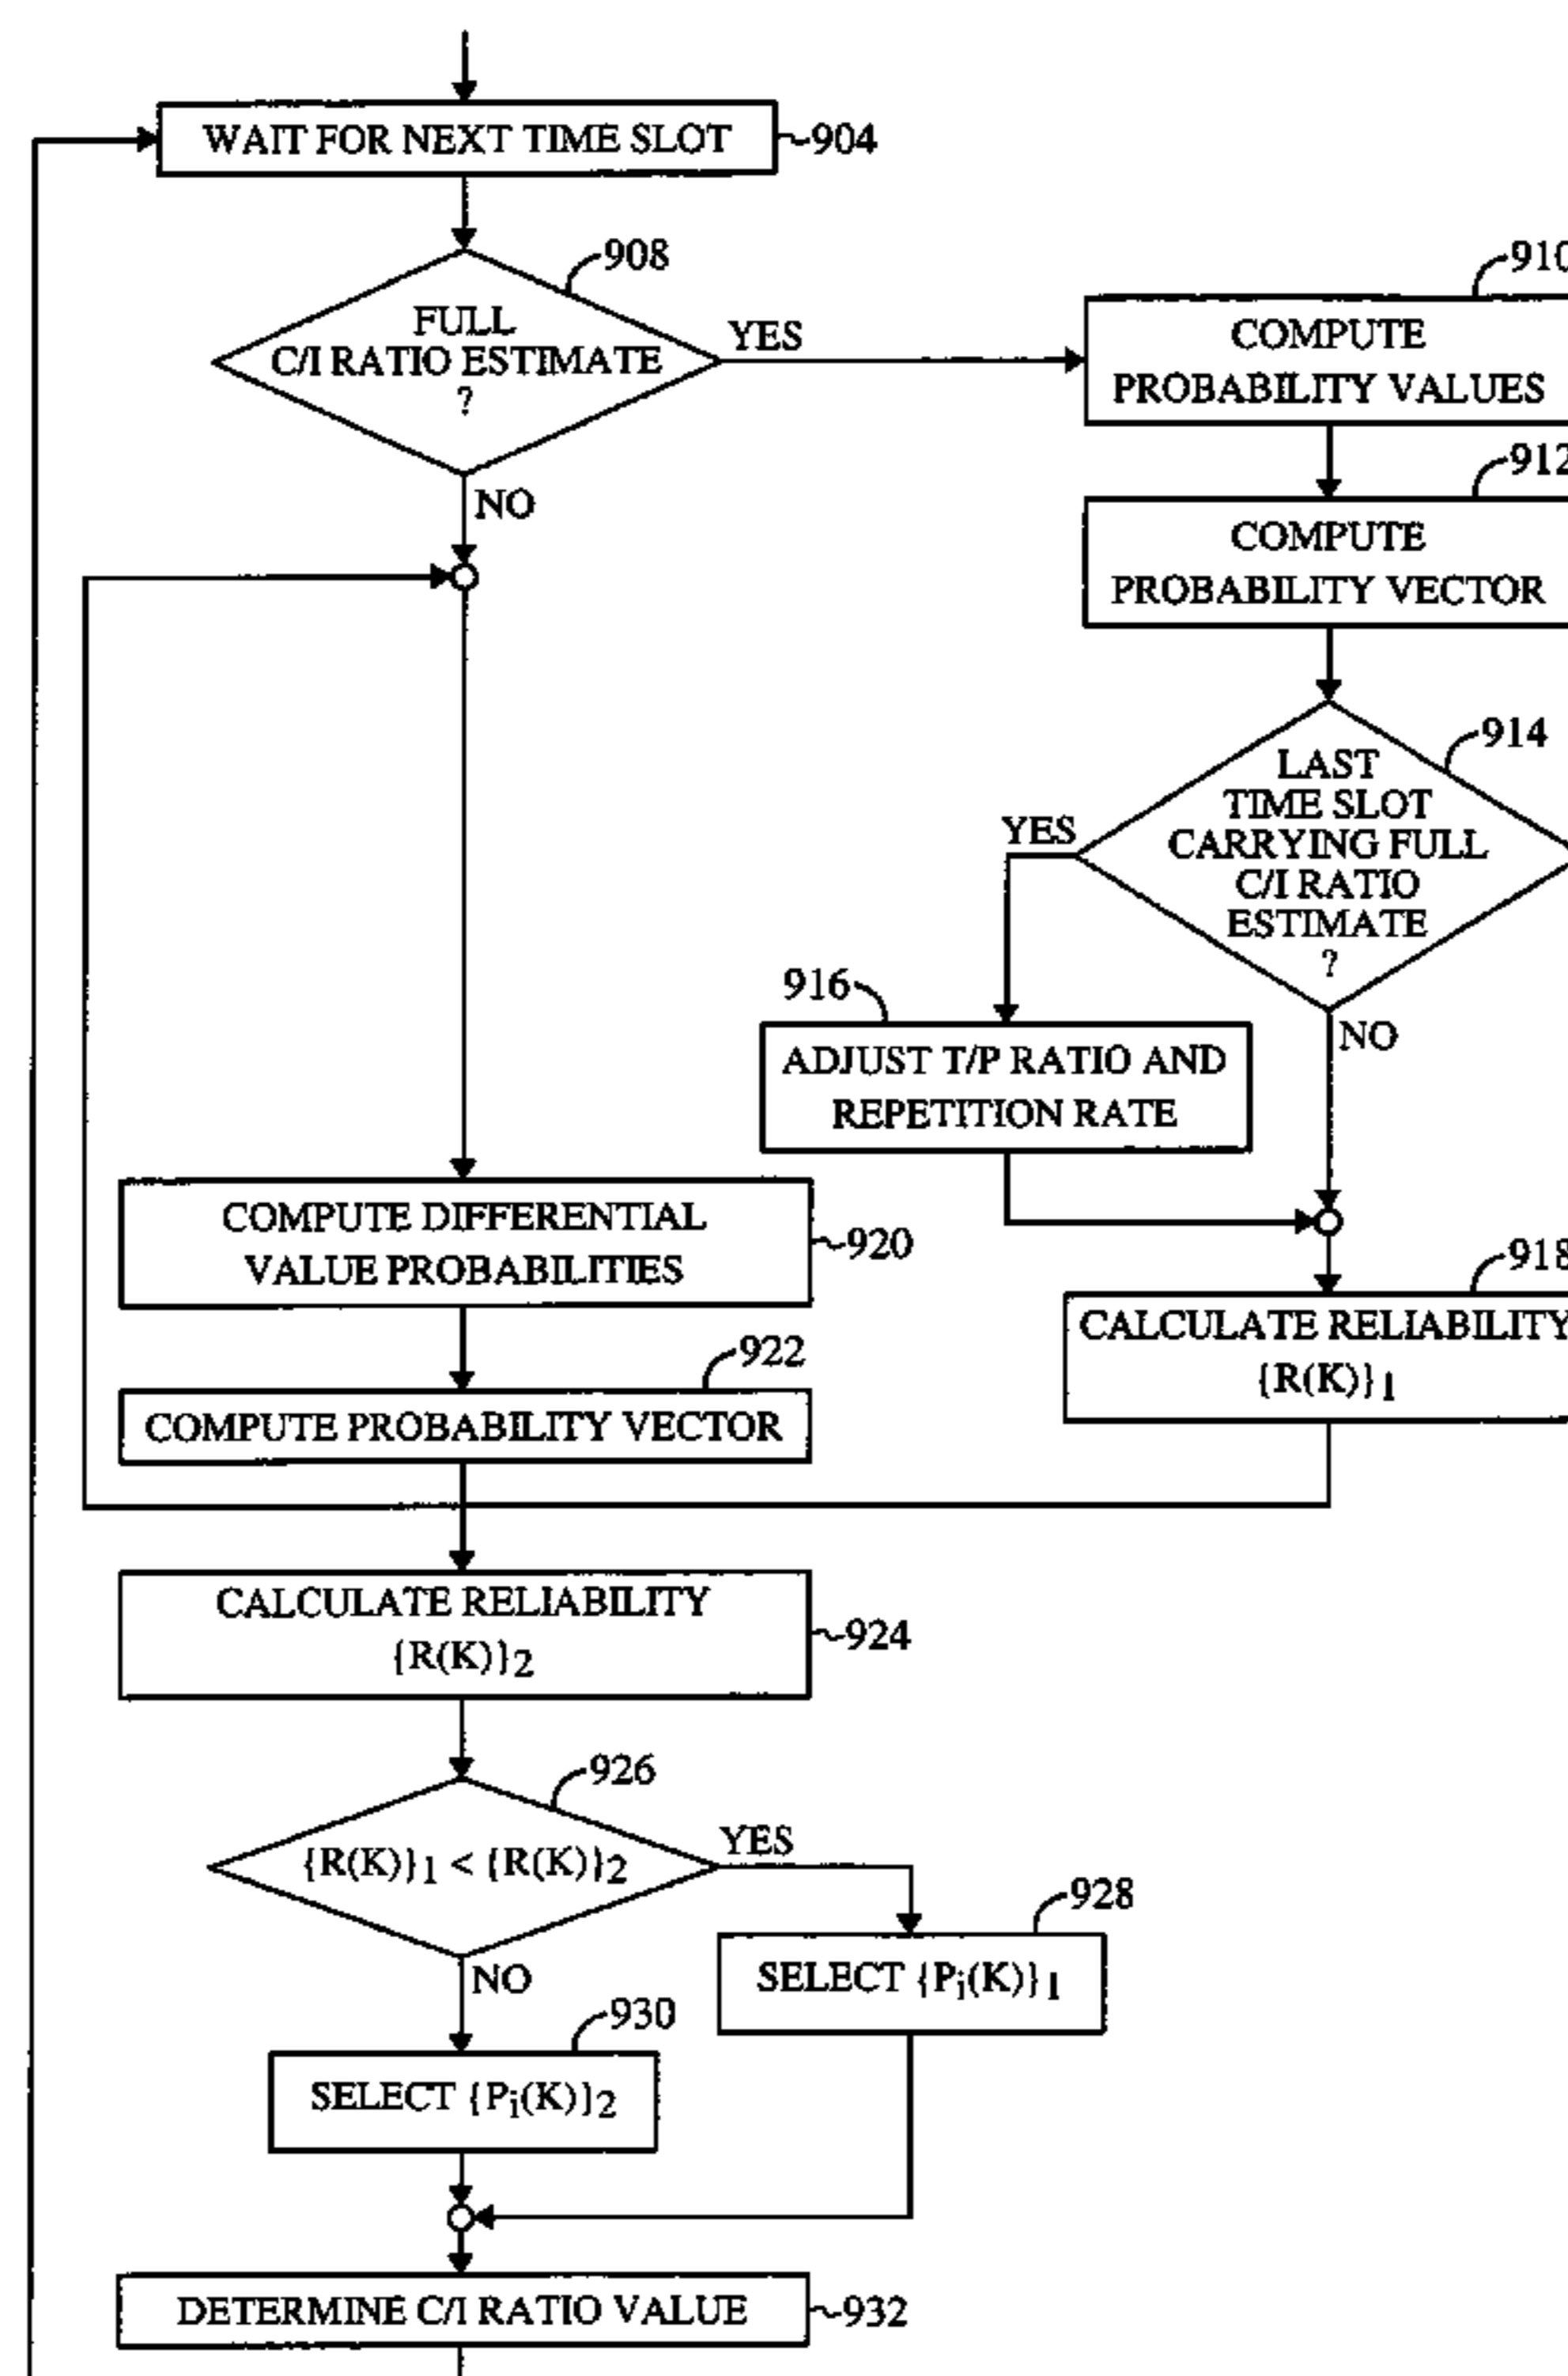 WAIT FOR NEXT TIME SLOT
904
908
FULL
C/I RATIO ESTIMATE
?
YES
NO
910
COMPUTE
PROBABILITY VALUES
912
COMPUTE
PROBABILITY VECTOR
914
LAST
TIME SLOT
CARRYING FULL
C/I RATIO
ESTIMATE
?
YES
NO
916
ADJUST T/P RATIO AND
REPETITION RATE
918
CALCULATE RELIABILITY
{R(K)}1
COMPUTE DIFFERENTIAL
VALUE PROBABILITIES
920
922
COMPUTE PROBABILITY VECTOR
CALCULATE RELIABILITY
{R(K)}2
924
926
{R(K)}1 < {R(K)}2
YES
NO
928
SELECT {Pi(K)}1
930
SELECT {Pi(K)}2
DETERMINE C/I RATIO VALUE
932